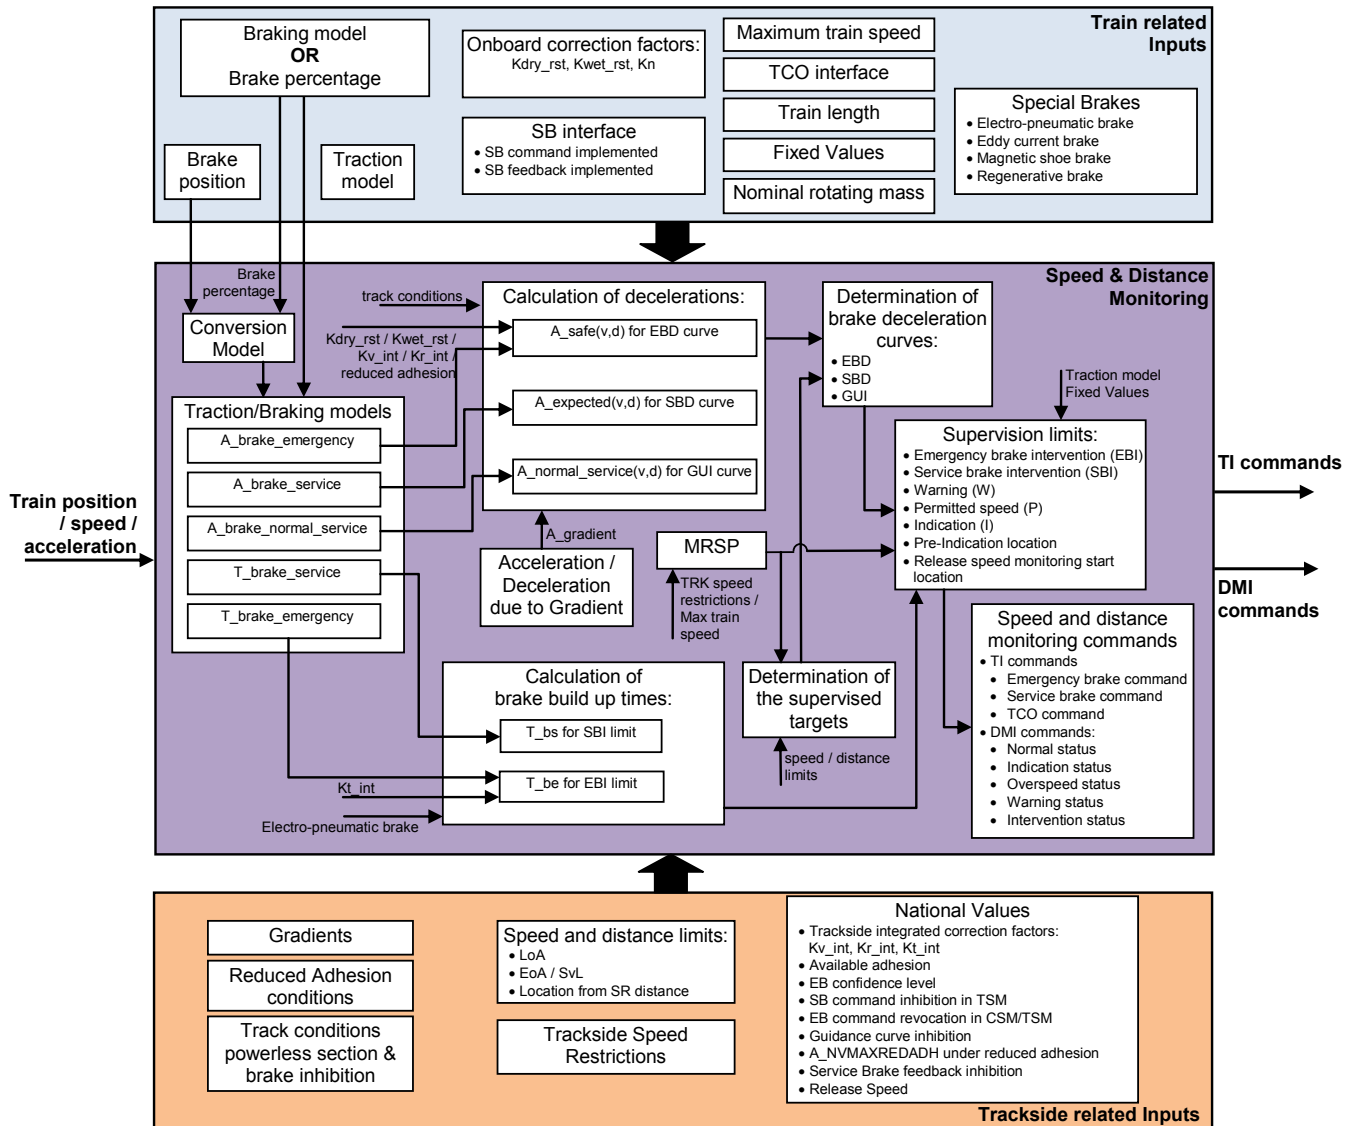 Train related
Inputs
Braking model
OR
Brake percentage
Onboard correction factors:
Kdry_rst, Kwet_rst, Kn
Maximum train speed
TCO interface
Train length
Fixed Values
Nominal rotating mass
Special Brakes
• Electro-pneumatic brake
• Eddy current brake
• Magnetic shoe brake
• Regenerative brake
SB interface
• SB command implemented
• SB feedback implemented
Brake
position
Traction
model
Speed & Distance
Monitoring
Brake
percentage
Conversion
Model
track conditions
Kdry_rst / Kwet_rst /
Kv_int / Kr_int /
reduced adhesion
Calculation of decelerations:
A_safe(v,d) for EBD curve
A_expected(v,d) for SBD curve
A_normal_service(v,d) for GUI curve
Determination of
brake deceleration
curves:
• EBD
• SBD
• GUI
Traction model
Fixed Values
Traction/Braking models
A_brake_emergency
A_brake_service
A_brake_normal_service
T_brake_service
T_brake_emergency
Supervision limits:
• Emergency brake intervention (EBI)
• Service brake intervention (SBI)
• Warning (W)
• Permitted speed (P)
• Indication (I)
• Pre-Indication location
• Release speed monitoring start
location
Train position
/ speed /
acceleration
TI commands
DMI
commands
A_gradient
Acceleration /
Deceleration
due to Gradient
MRSP
TRK speed
restrictions /
Max train
speed
Determination of
the supervised
targets
speed / distance
limits
Speed and distance
monitoring commands
• TI commands
• Emergency brake command
• Service brake command
• TCO command
• DMI commands:
• Normal status
• Indication status
• Overspeed status
• Warning status
• Intervention status
Calculation of
brake build up times:
T_bs for SBI limit
T_be for EBI limit
Kt_int
Electro-pneumatic brake
Gradients
Reduced Adhesion
conditions
Track conditions
powerless section &
brake inhibition
Speed and distance limits:
• LoA
• EoA / SvL
• Location from SR distance
Trackside Speed
Restrictions
National Values
• Trackside integrated correction factors:
Kv_int, Kr_int, Kt_int
• Available adhesion
• EB confidence level
• SB command inhibition in TSM
• EB command revocation in CSM/TSM
• Guidance curve inhibition
• A_NVMAXREDADH under reduced adhesion
• Service Brake feedback inhibition
• Release Speed
Trackside related Inputs